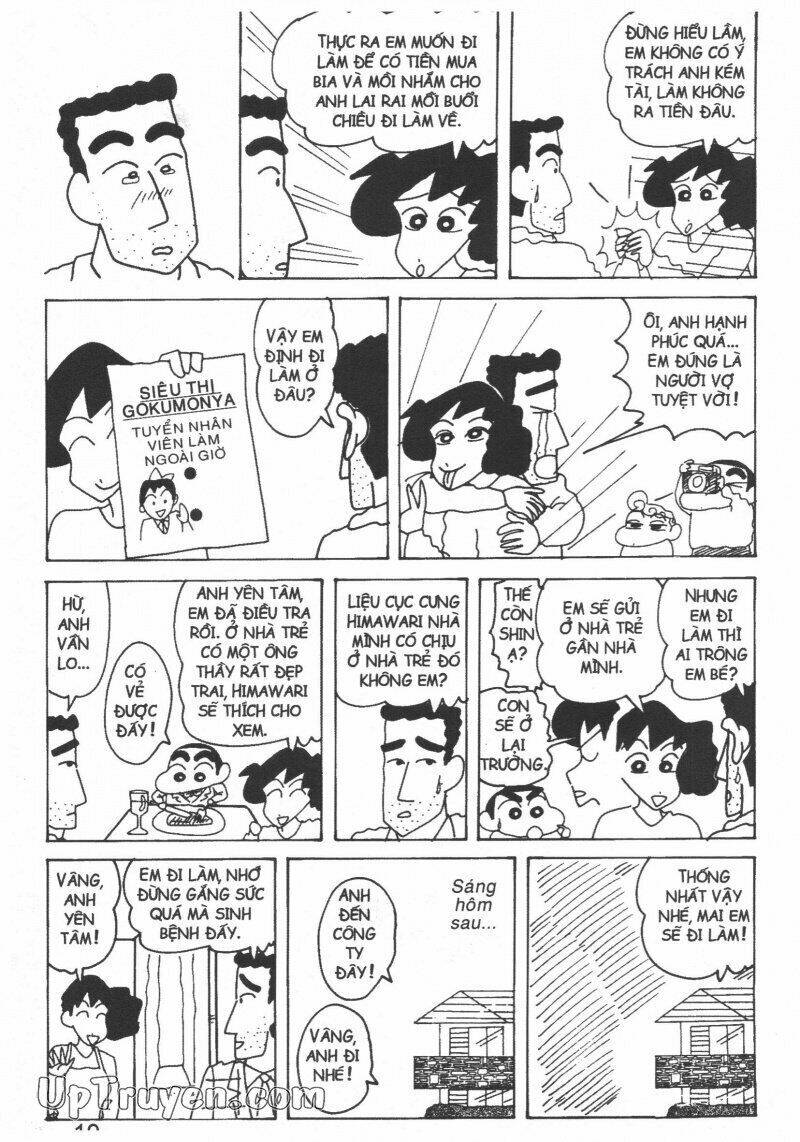 ĐỪNG HIỂU LẦM,
EM KHÔNG CÓ Ý
TRÁCH ANH KÉM
TÀI, LÀM KHÔNG
RA TIỀN ĐÂU.
THỰC RA EM MUỐN ĐI
LÀM ĐỂ CÓ TIỀN MUA
BIA VÀ MỒI NHẮM CHO
ANH LAI RAI MỖI BUỔI
CHIỀU ĐI LÀM VỀ.
ÔI, ANH HẠNH
PHÚC QUÁ...
EM ĐÚNG LÀ
NGƯỜI VỢ
TUYỆT VỜI!
VẬY EM
ĐỊNH ĐI
LÀM Ở
ĐÂU?
SIÊU THỊ
GOKUMONYA
TUYỂN NHÂN
VIÊN LÀM
NGOÀI GIỜ
NHƯNG
EM ĐI
LÀM THÌ
AI TRÔNG
EM BÉ?
EM SẼ GỬI
Ở NHÀ TRẺ
GẦN NHÀ
MÌNH.
THẾ
CÒN
SHIN
Ạ?
CON
SẼ Ở
LẠI
TRƯỜNG.
LIỆU CỤC CƯNG
HIMAWARI NHÀ
MÌNH CÓ CHỊU
Ở NHÀ TRẺ ĐÓ
KHÔNG EM?
ANH YÊN TÂM,
EM ĐÃ ĐIỀU TRA
RỒI. Ở NHÀ TRẺ
CÓ MỘT ÔNG
THẦY RẤT ĐẸP
TRAI, HIMAWARI
SẼ THÍCH CHO
XEM.
CÓ
VẺ
ĐƯỢC
ĐẤY!
HỪ,
ANH
VẪN
LO...
THỐNG
NHẤT VẬY
NHÉ, MAI EM
SẼ ĐI LÀM!
Sáng
hôm
sau...
ANH
ĐẾN
CÔNG
TY
ĐÂY!
VÂNG,
ANH ĐI
NHÉ!
EM ĐI LÀM, NHỚ
ĐỪNG GẮNG SỨC
QUÁ MÀ SINH
BỆNH ĐẤY.
VÂNG,
ANH YÊN
TÂM!
UpTruyen.com